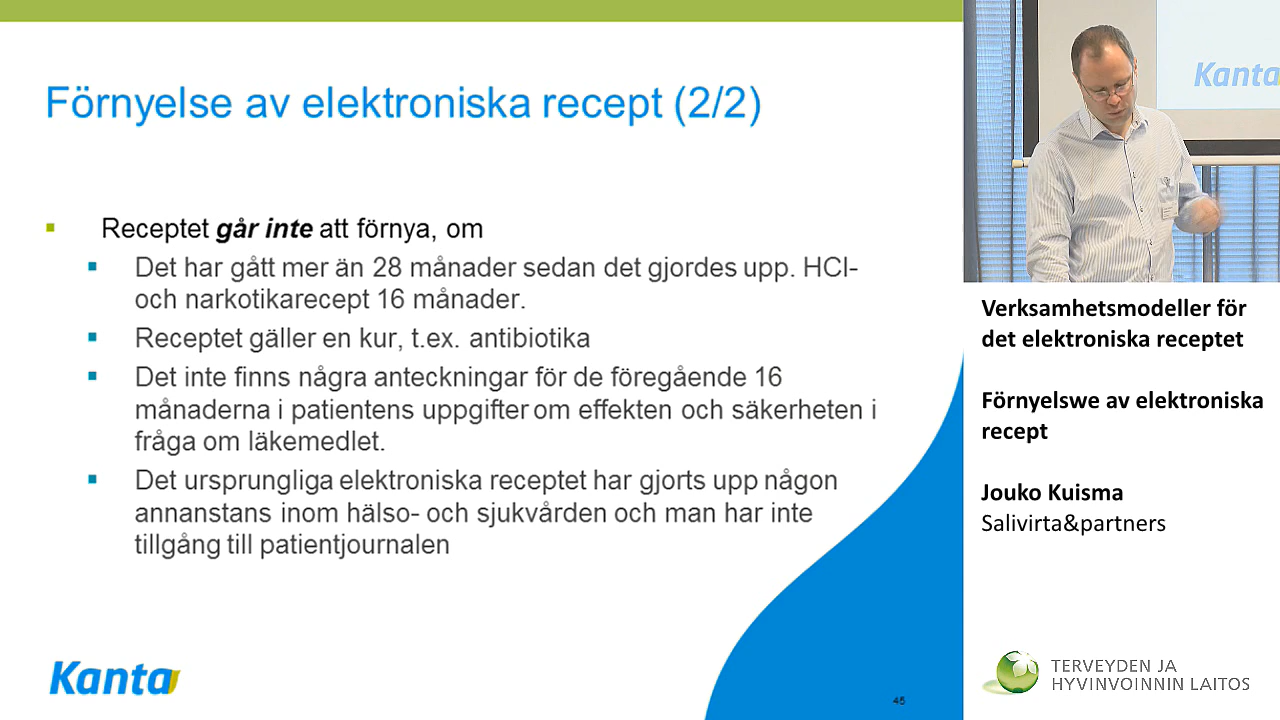 Förnyelse av elektroniska recept (2/2)
Receptet går inte att förnya, om
Det har gått mer än 28 månader sedan det gjordes upp. HCI-
och narkotikarecept 16 månader.
Receptet gäller en kur, t.ex. antibiotika
Det inte finns några anteckningar för de föregående 16
månaderna i patientens uppgifter om effekten och säkerheten i
fråga om läkemedlet.
Det ursprungliga elektroniska receptet har gjorts upp någon
annanstans inom hälso- och sjukvården och man har inte
tillgång till patientjournalen
Kanta
45
Kanta
Verksamhetsmodeller för
det elektroniska receptet
Förnyelswe av elektroniska
recept
Jouko Kuisma
Salivirta&partners
TERVEYDEN JA
HYVINVOINNIN LAITOS